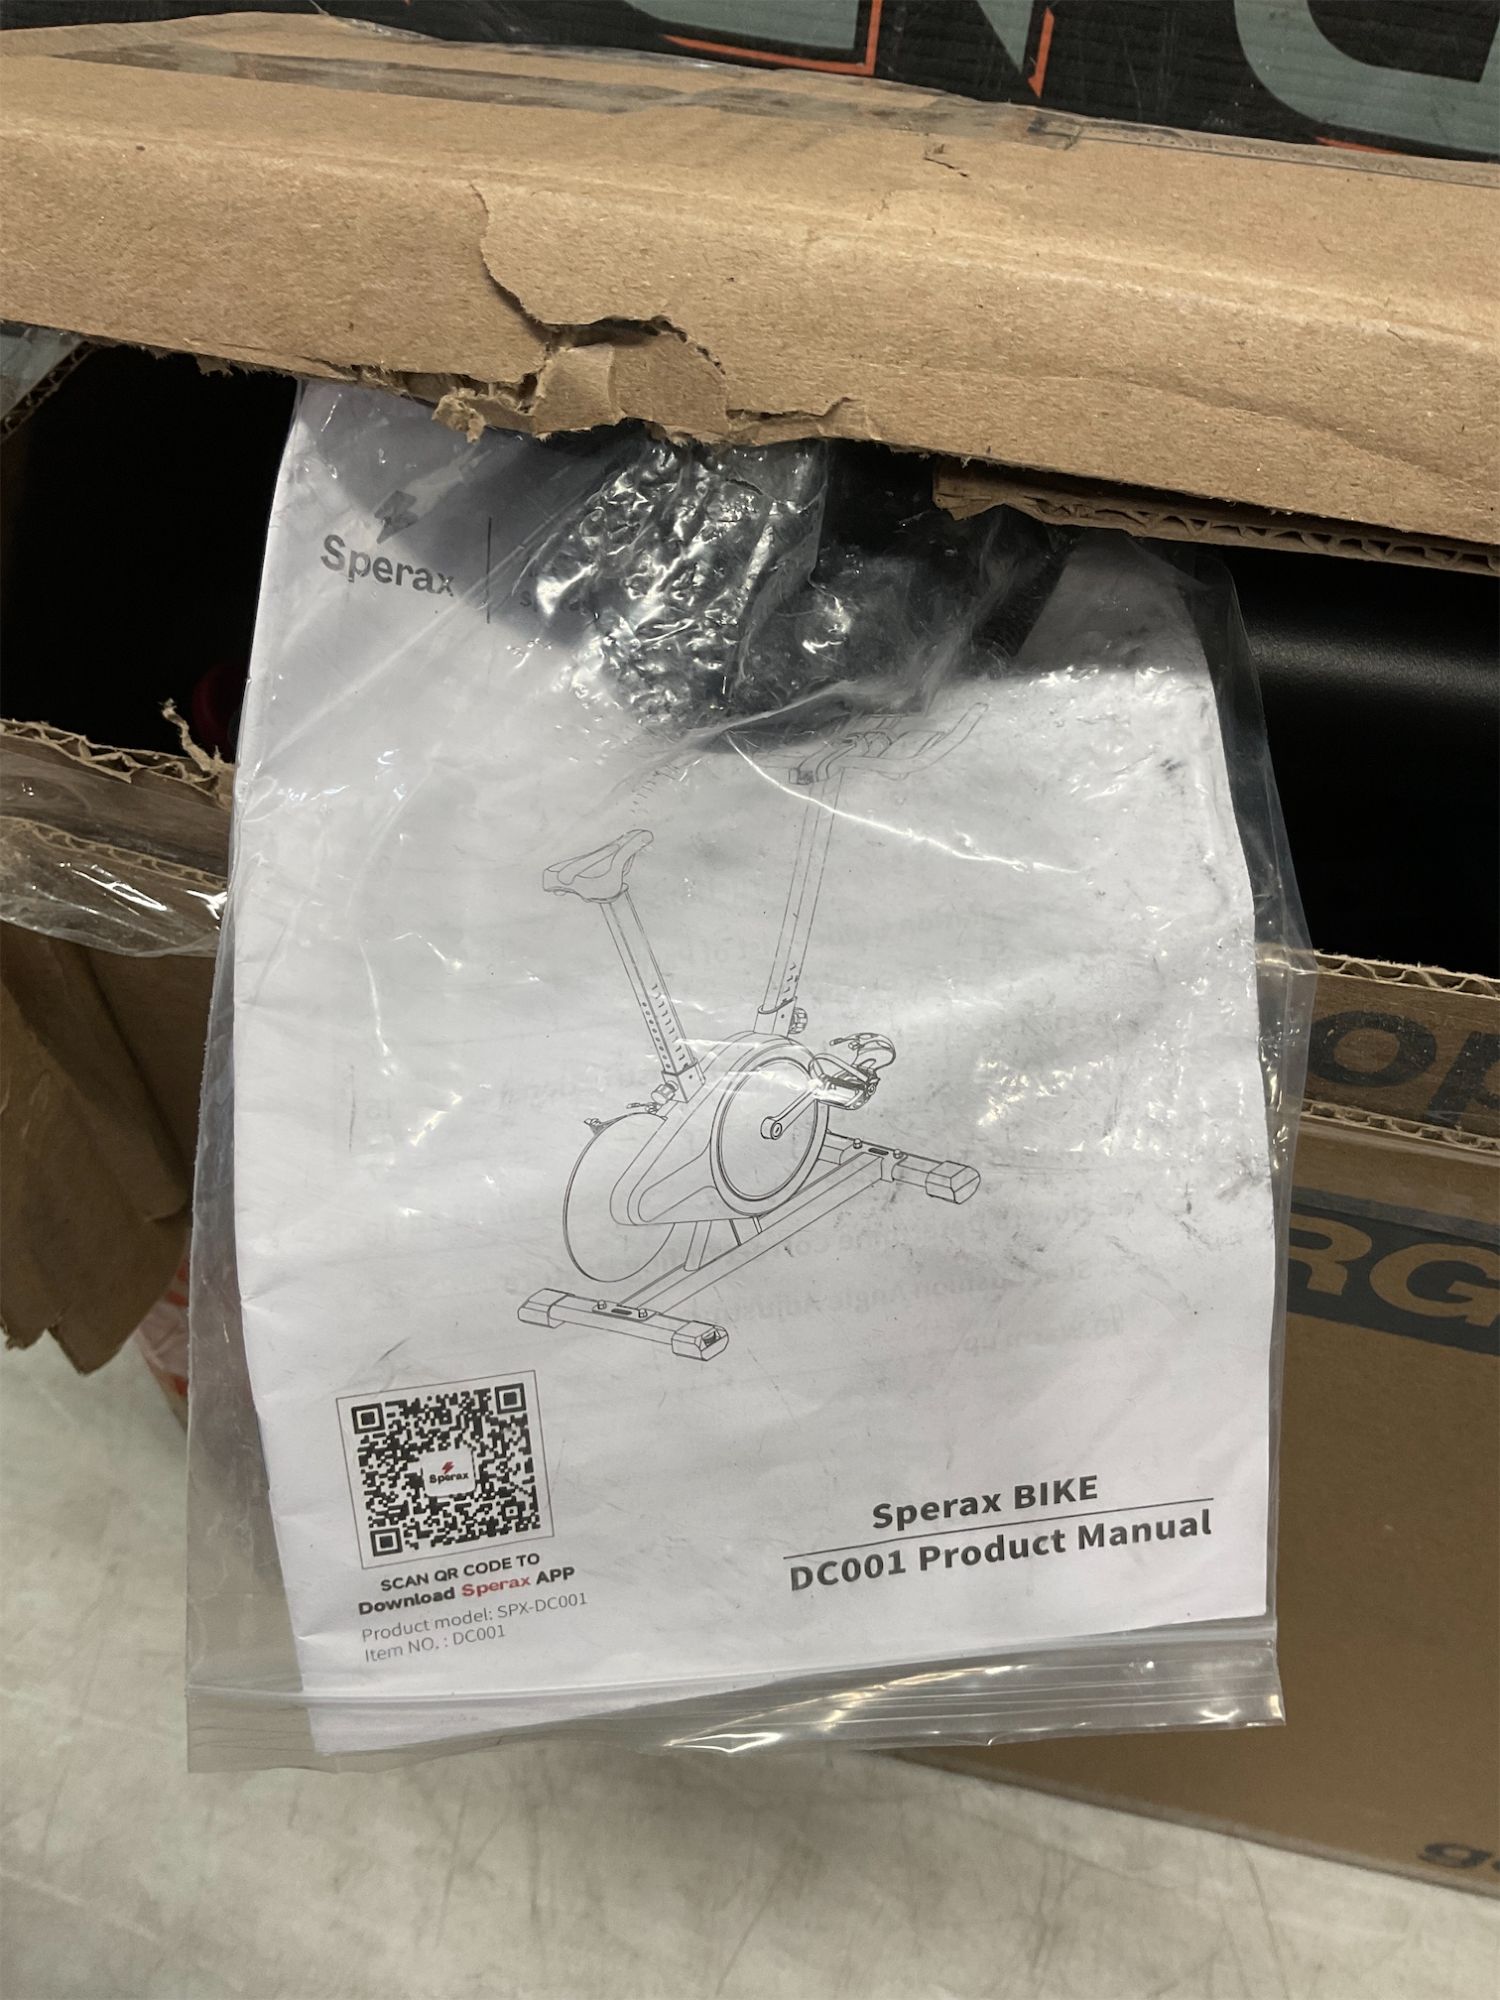 Sperax
Sperax
SCAN QR CODE TO
Download Sperax APP
Product model: SPX-DC001
Item NO. : DC001
Sperax BIKE
DC001 Product Manual